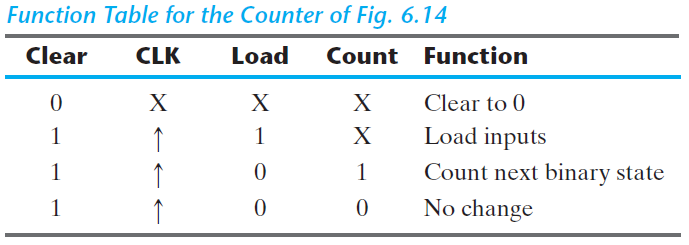 Function Table for the Counter of Fig. 6.14
Clear CLK Load Count Function
0 X X X Clear to 0
1 ↑ 1 X Load inputs
1 ↑ 0 1 Count next binary state
1 ↑ 0 0 No change